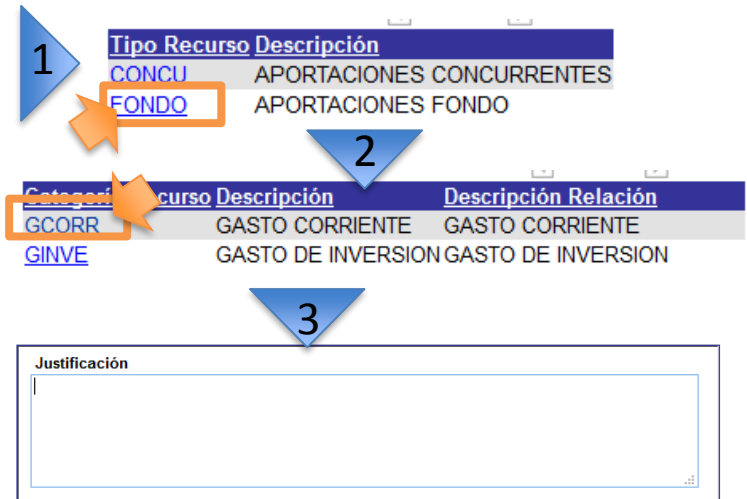 1
Tipo Recurso Descripción
CONCU APORTACIONES CONCURRENTES
FONDO APORTACIONES FONDO
2
curso Descripción Descripción Relación
GCORR GASTO CORRIENTE GASTO CORRIENTE
GINVE GASTO DE INVERSION GASTO DE INVERSION
3
Justificación